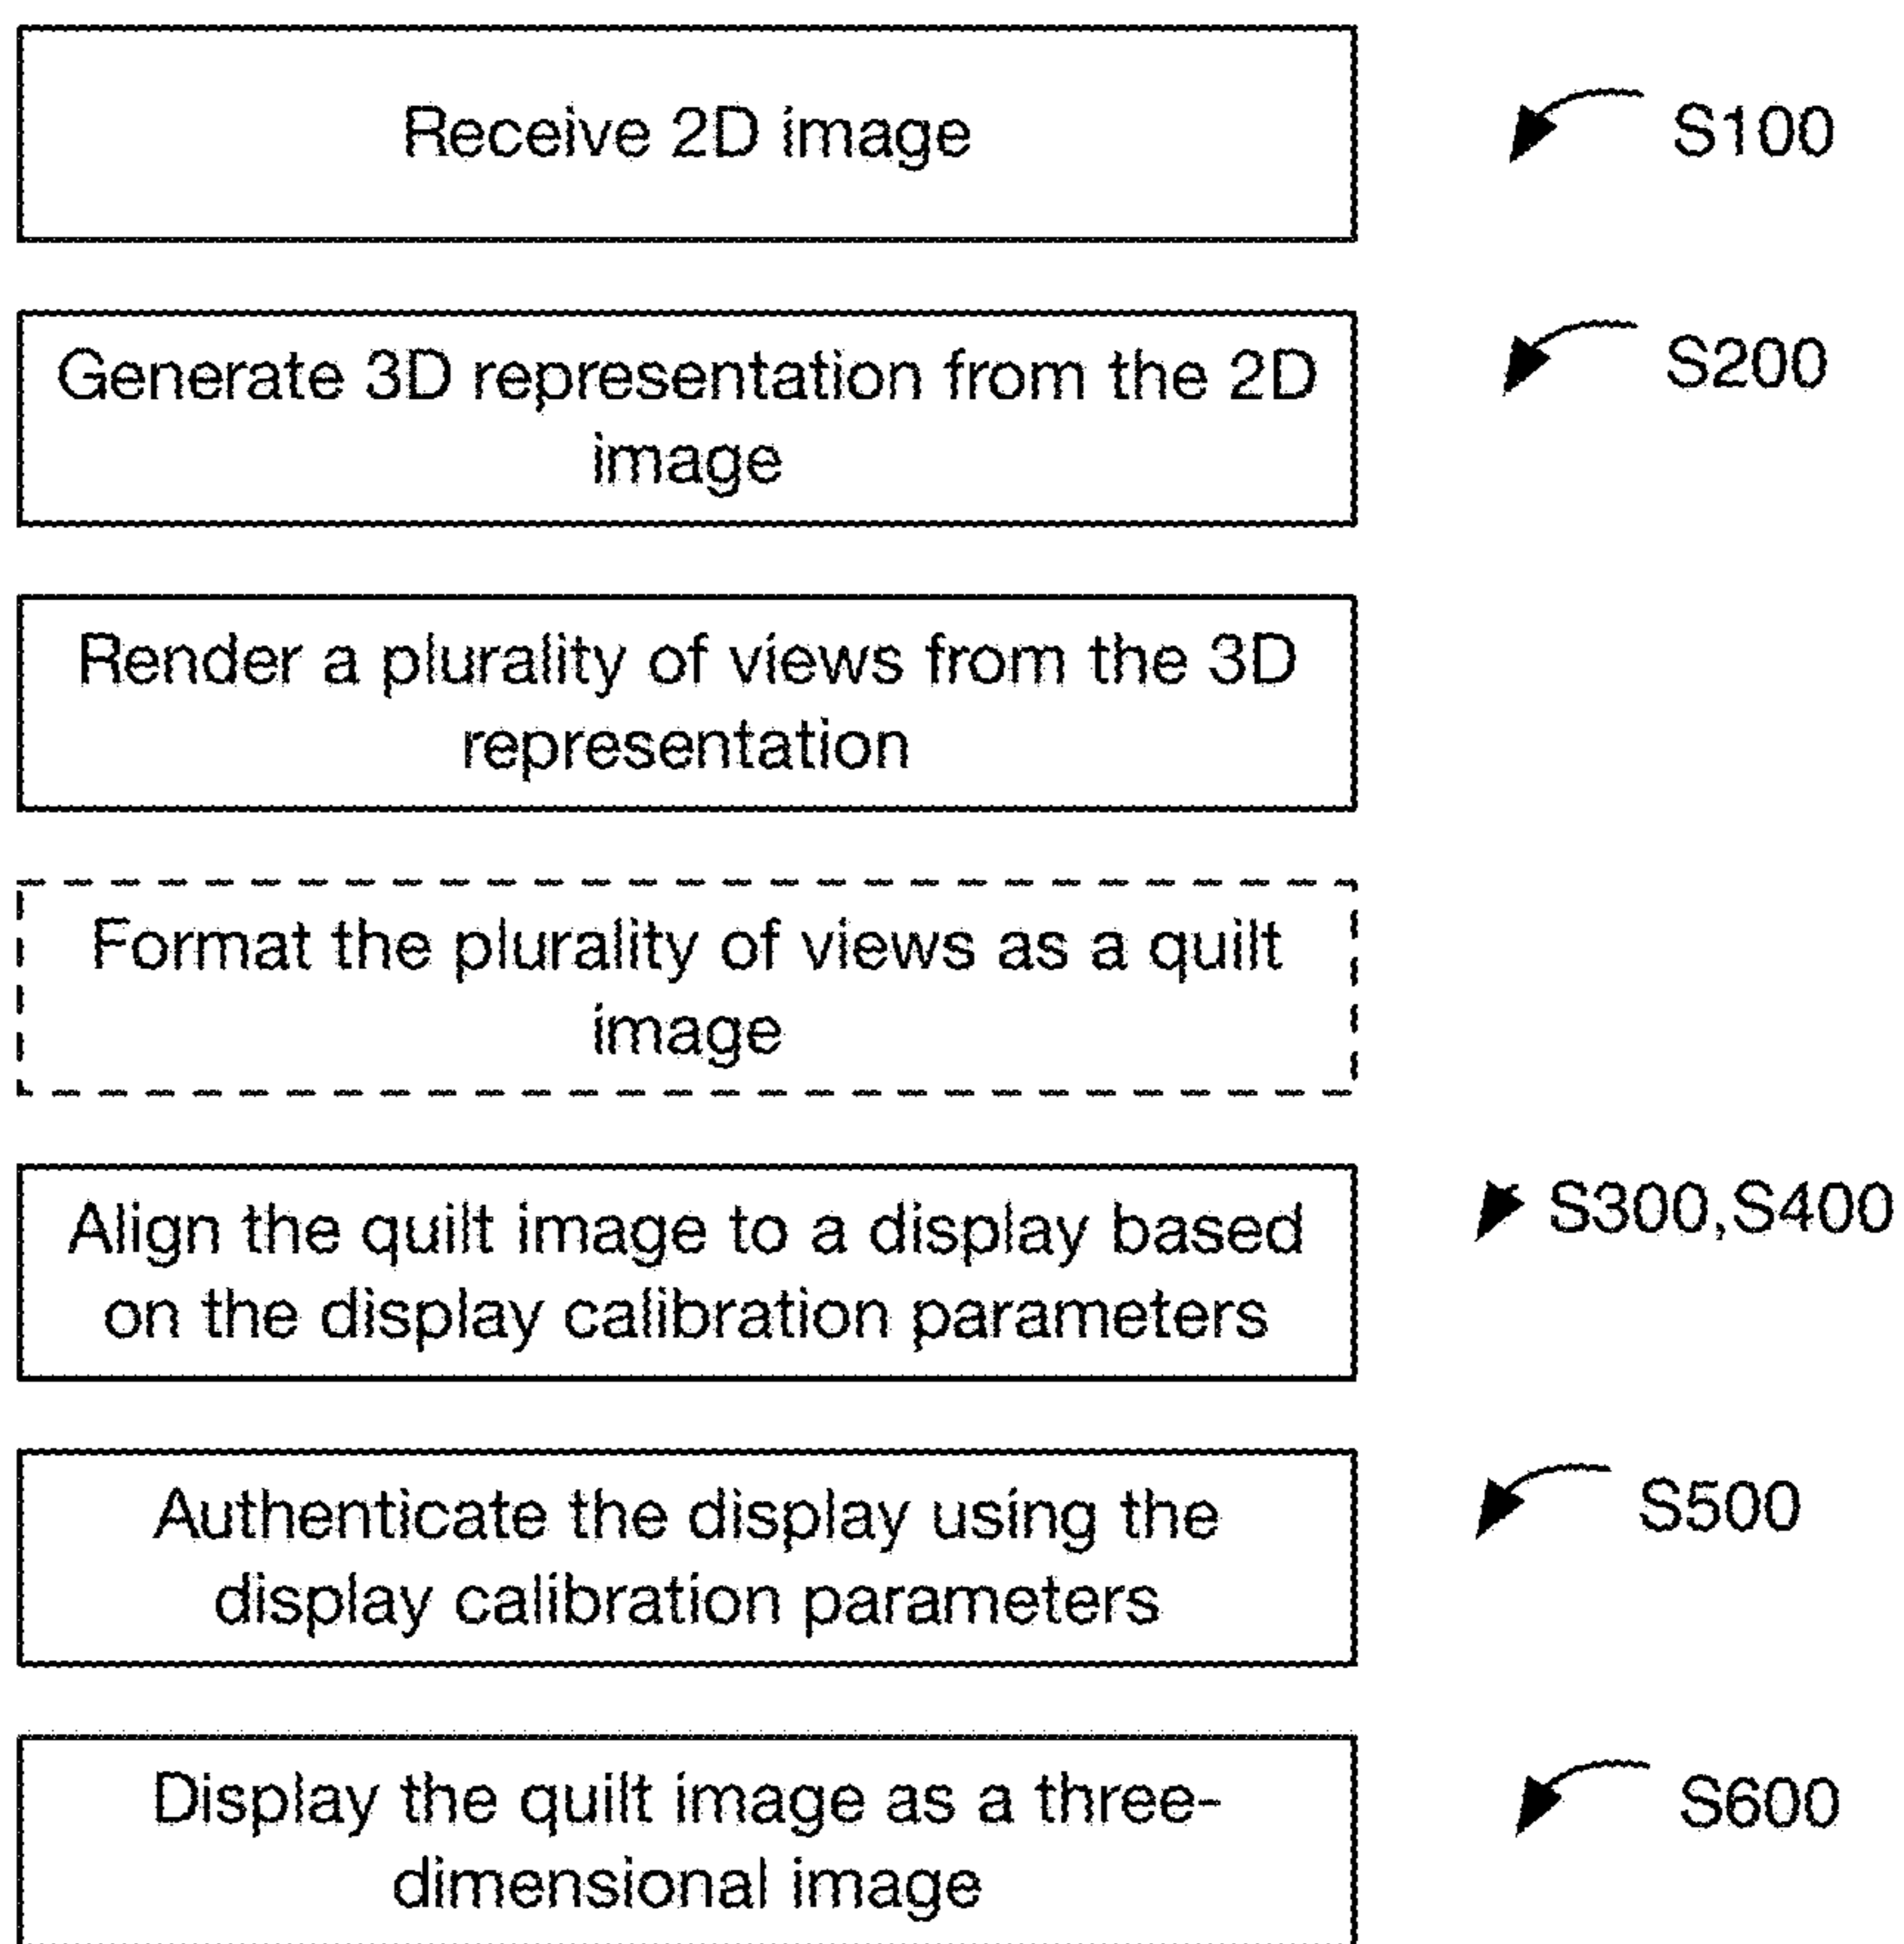 Receive 2D image
S100
Generate 3D representation from the 2D
image
S200
Render a plurality of views from the 3D
representation
Format the plurality of views as a quilt
image
Align the quilt image to a display based
on the display calibration parameters
S300,S400
Authenticate the display using the
display calibration parameters
S500
Display the quilt image as a three-
dimensional image
S600